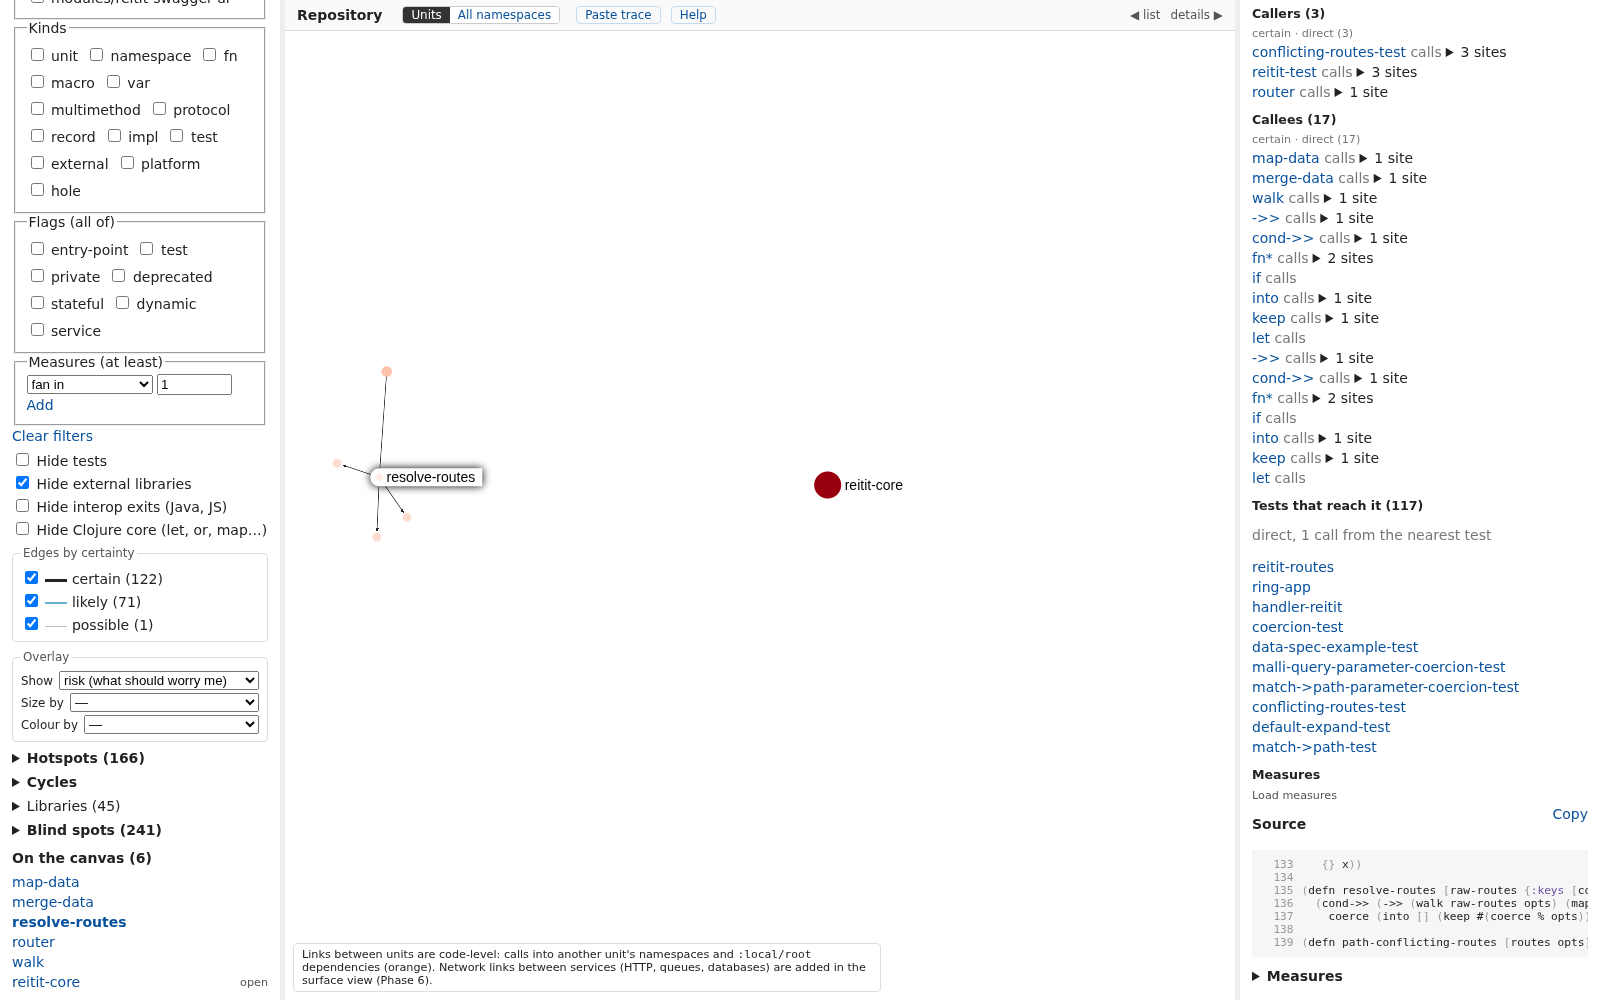 Kinds
unit namespace fn
macro var
multimethod protocol
record impl test
external platform
hole
Flags (all of)
entry-point test
private deprecated
stateful dynamic
service
Measures (at least)
fan in 1
Add
Clear filters
Hide tests
Hide external libraries
Hide interop exits (Java, JS)
Hide Clojure core (let, or, map...)
Edges by certainty
certain (122)
likely (71)
possible (1)
Overlay
Show risk (what should worry me)
Size by —
Colour by —
Hotspots (166)
Cycles
Libraries (45)
Blind spots (241)
On the canvas (6)
map-data
merge-data
resolve-routes
router
walk
reitit-core open
Repository Units All namespaces Paste trace Help ◀ list details ▶
resolve-routes
reitit-core
Links between units are code-level: calls into another unit's namespaces and :local/root
dependencies (orange). Network links between services (HTTP, queues, databases) are added in the
surface view (Phase 6).
Callers (3)
certain · direct (3)
conflicting-routes-test calls ▶ 3 sites
reitit-test calls ▶ 3 sites
router calls ▶ 1 site
Callees (17)
certain · direct (17)
map-data calls ▶ 1 site
merge-data calls ▶ 1 site
walk calls ▶ 1 site
->> calls ▶ 1 site
cond->> calls ▶ 1 site
fn* calls ▶ 2 sites
if calls
into calls ▶ 1 site
keep calls ▶ 1 site
let calls
->> calls ▶ 1 site
cond->> calls ▶ 1 site
fn* calls ▶ 2 sites
if calls
into calls ▶ 1 site
keep calls ▶ 1 site
let calls
Tests that reach it (117)
direct, 1 call from the nearest test
reitit-routes
ring-app
handler-reitit
coercion-test
data-spec-example-test
malli-query-parameter-coercion-test
match->path-parameter-coercion-test
conflicting-routes-test
default-expand-test
match->path-test
Measures
Load measures
Copy
Source
133 {} x))
134
135 (defn resolve-routes [raw-routes {:keys [co
136 (cond->> (->> (walk raw-routes opts) (map
137 coerce (into [] (keep #(coerce % opts))
138
139 (defn path-conflicting-routes [routes opts]
Measures